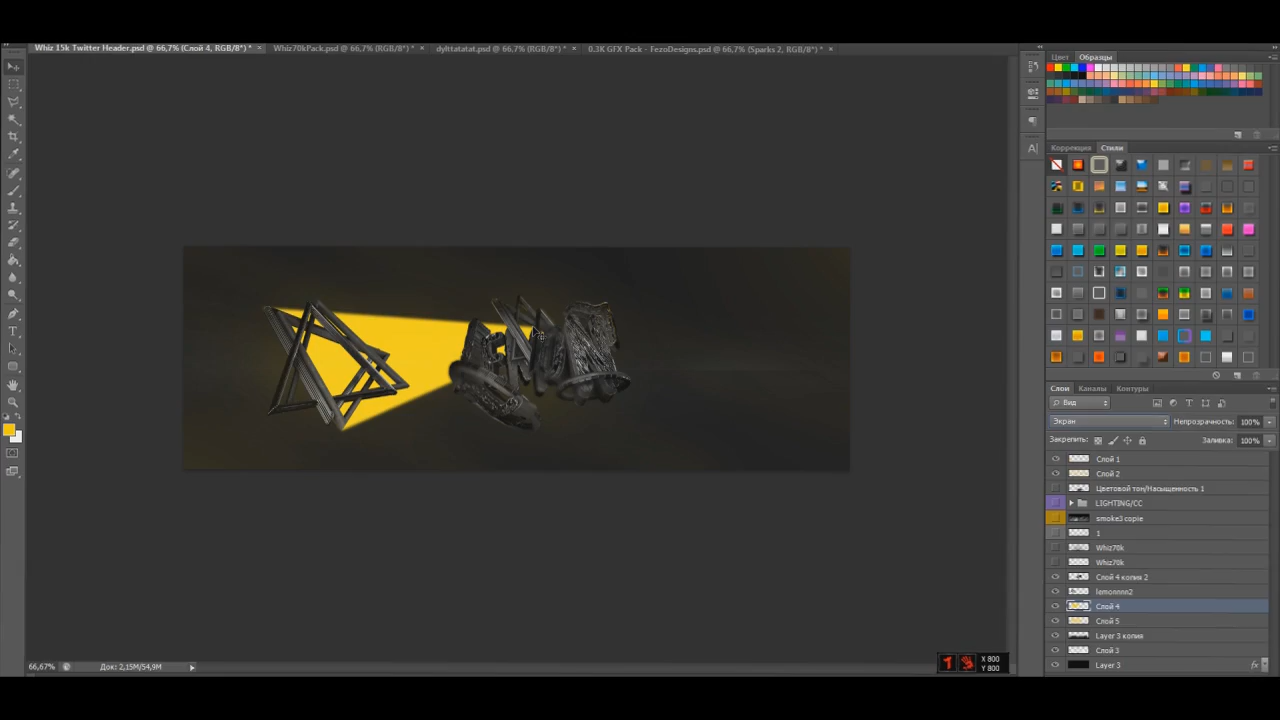 Whiz 15k Twitter Header.psd @ 66,7% (Слой 4, RGB/8*) * ×
Whiz70kPack.psd @ 66,7% (RGB/8*) * ×
dylttatatat.psd @ 66,7% (RGB/8*) * ×
0.3K GFX Pack - FezoDesigns.psd @ 66,7% (Sparks 2, RGB/8*) * ×
Цвет
Образцы
Коррекция
Стили
Слои
Каналы
Контуры
Вид
Экран
Непрозрачность: 100%
Закрепить:
Заливка: 100%
Слой 1
Слой 2
Цветовой тон/Насыщенность 1
LIGHTING/CC
smoke3 copie
1
Whiz70k
Whiz70k
Слой 4 копия 2
lemonnnn2
Слой 4
Слой 5
Layer 3 копия
Слой 3
Layer 3
fx
66,67%
Док: 2,15M/54,9M
X 800
Y 800